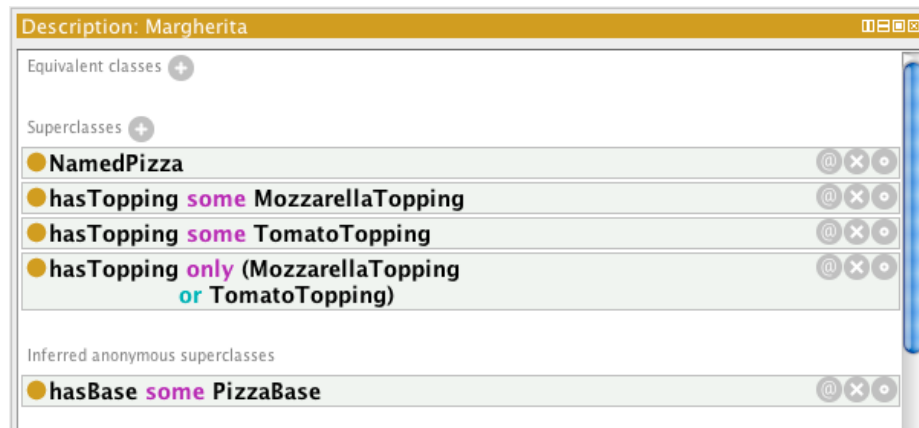 Description: Margherita
Equivalent classes
Superclasses
NamedPizza
hasTopping some MozzarellaTopping
hasTopping some TomatoTopping
hasTopping only (MozzarellaTopping
or TomatoTopping)
Inferred anonymous superclasses
hasBase some PizzaBase